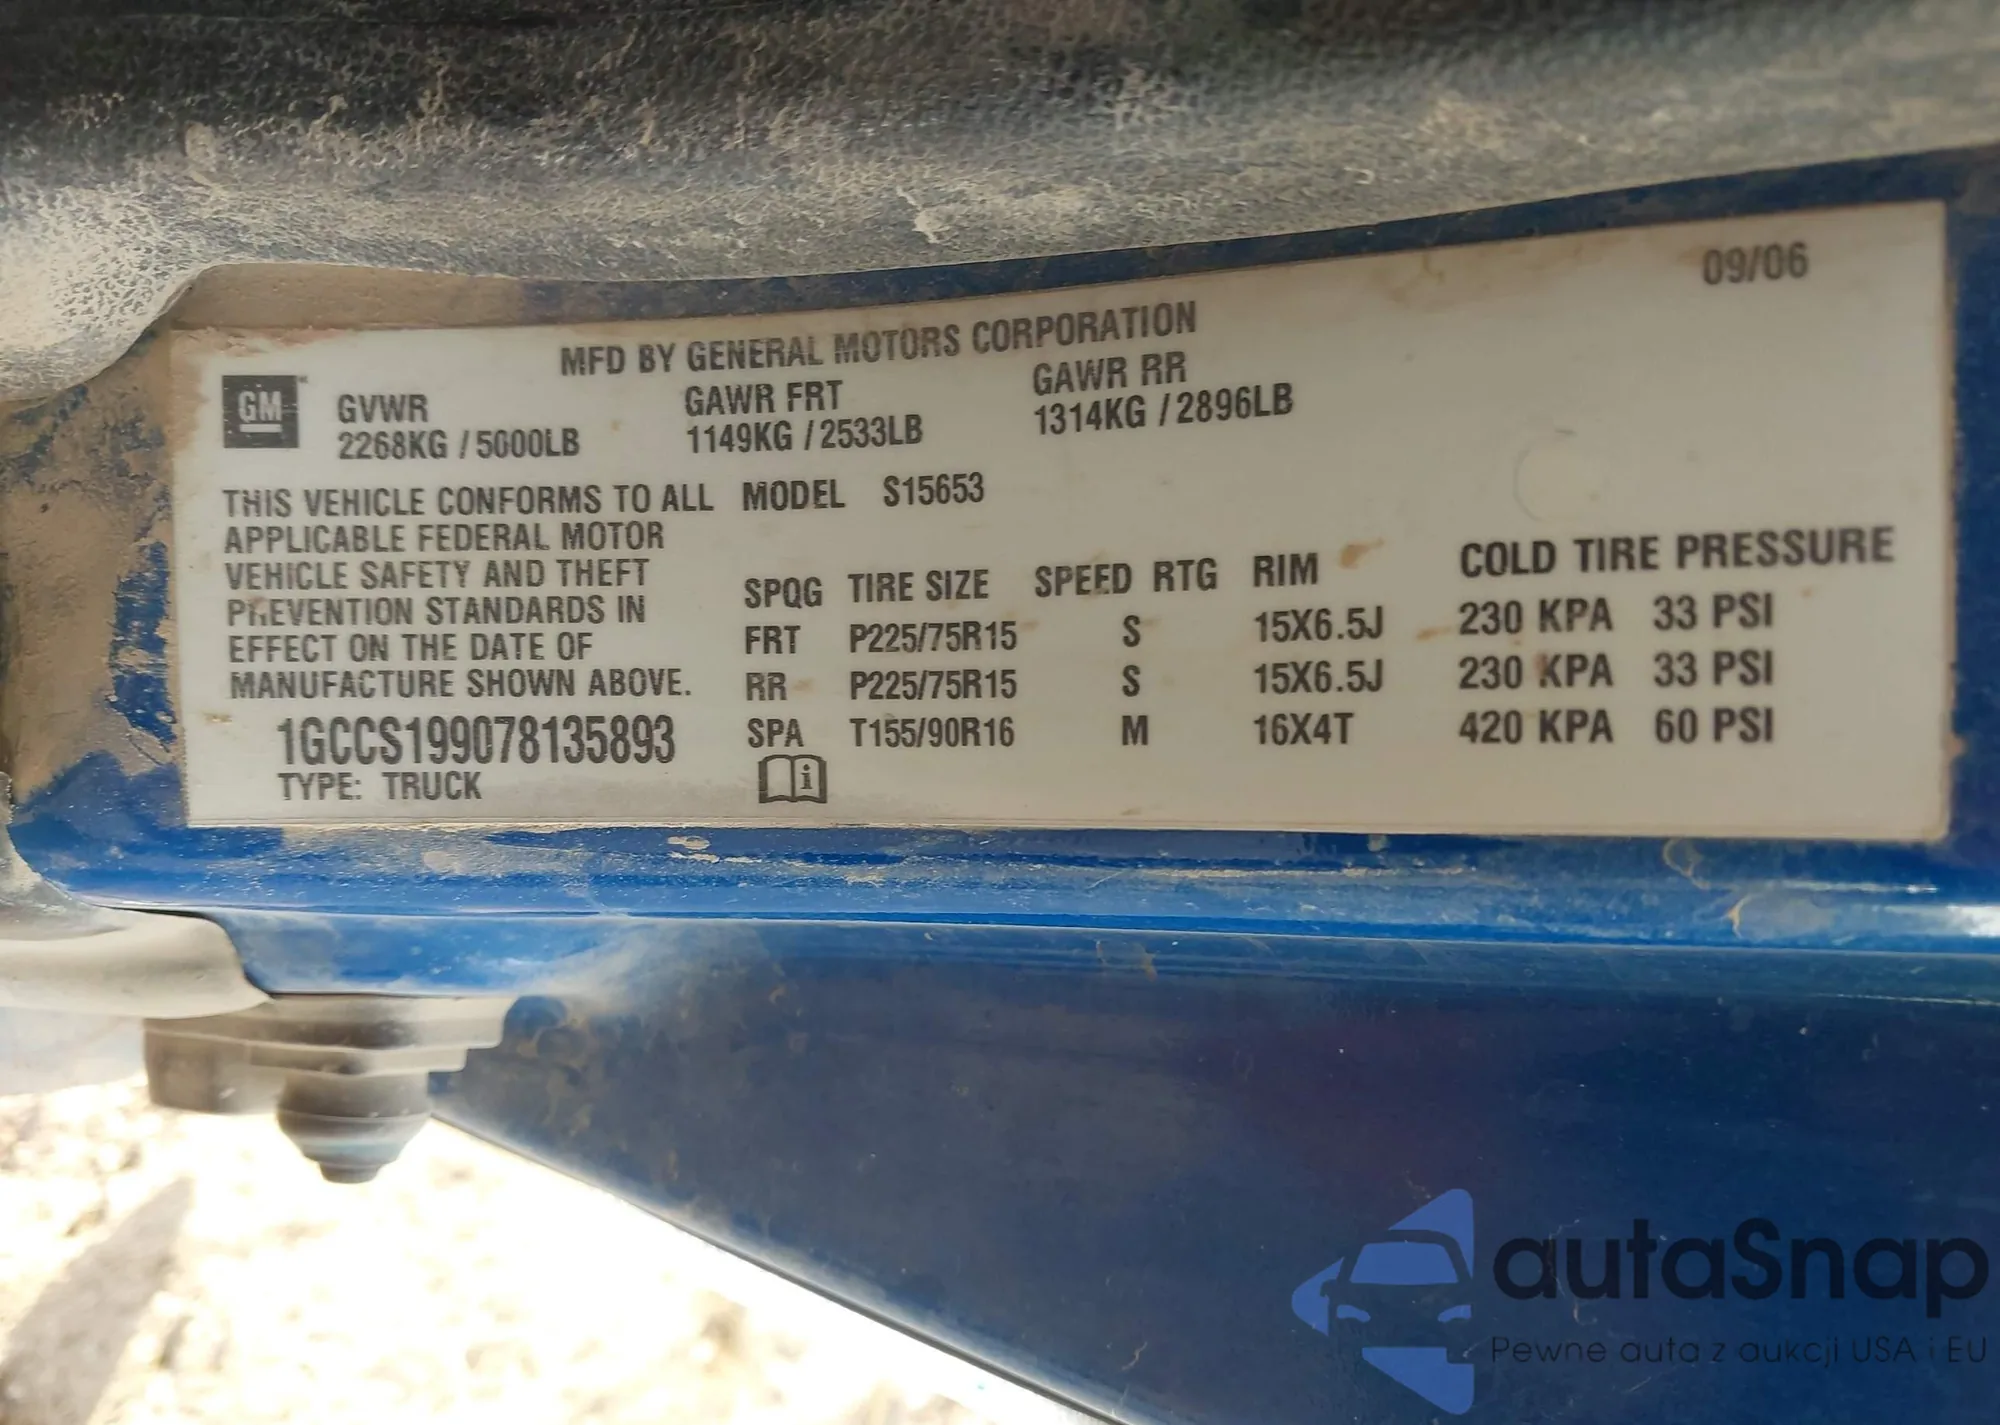 09/06
MFD BY GENERAL MOTORS CORPORATION
GM
GVWR GAWR FRT GAWR RR
2268KG / 5000LB 1149KG / 2533LB 1314KG / 2896LB
THIS VEHICLE CONFORMS TO ALL
APPLICABLE FEDERAL MOTOR
VEHICLE SAFETY AND THEFT
PREVENTION STANDARDS IN
EFFECT ON THE DATE OF
MANUFACTURE SHOWN ABOVE.
1GCCS199078135893
TYPE: TRUCK
MODEL S15653
SPQG TIRE SIZE SPEED RTG RIM COLD TIRE PRESSURE
FRT P225/75R15 S 15X6.5J 230 KPA 33 PSI
RR P225/75R15 S 15X6.5J 230 KPA 33 PSI
SPA T155/90R16 M 16X4T 420 KPA 60 PSI
i
autaSnap
Pewne auta z aukcji USA i EU